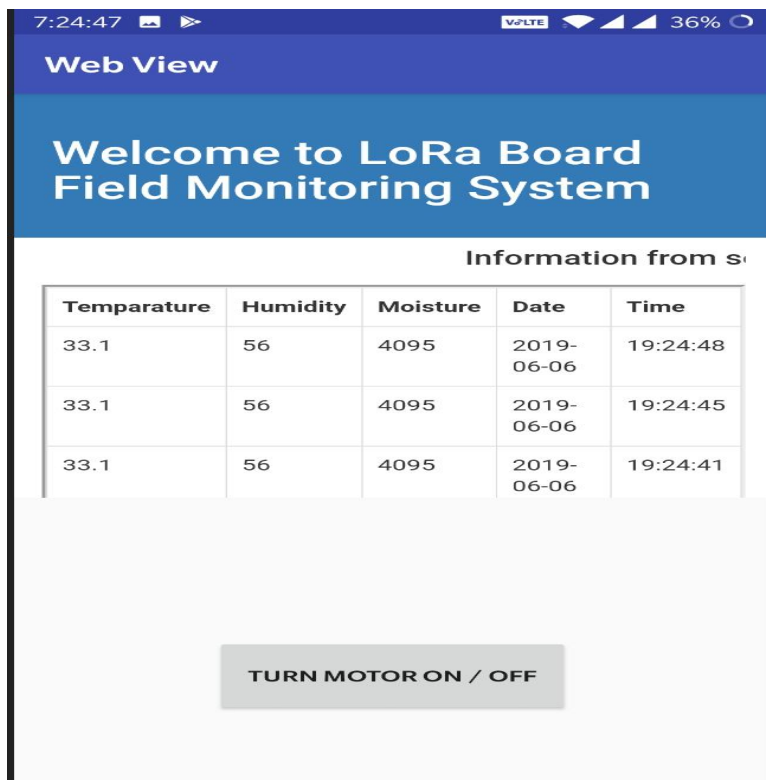 7:24:47 VoLTE 36%
Web View
Welcome to LoRa Board
Field Monitoring System
Information from s
Temparature Humidity Moisture Date Time
33.1 56 4095 2019- 19:24:48
06-06
33.1 56 4095 2019- 19:24:45
06-06
33.1 56 4095 2019- 19:24:41
06-06
TURN MOTOR ON / OFF